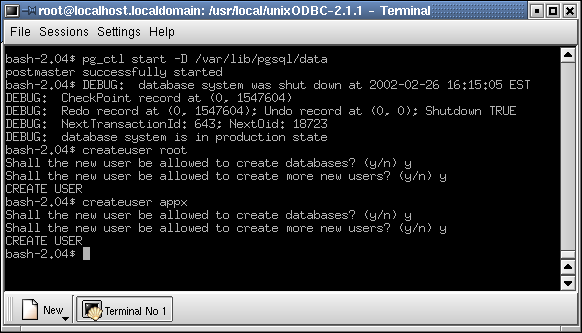 root@localhost.localdomain: /usr/local/unixODBC-2.1.1 - Terminal
File Sessions Settings Help
bash-2.04$ pg_ctl start -D /var/lib/pgsql/data
postmaster successfully started
bash-2.04$ DEBUG:  database system was shut down at 2002-02-26 16:15:05 EST
DEBUG:  CheckPoint record at (0, 1547604)
DEBUG:  Redo record at (0, 1547604); Undo record at (0, 0); Shutdown TRUE
DEBUG:  NextTransactionId: 643; NextOid: 18723
DEBUG:  database system is in production state
bash-2.04$ createuser root
Shall the new user be allowed to create databases? (y/n) y
Shall the new user be allowed to create more new users? (y/n) y
CREATE USER
bash-2.04$ createuser appx
Shall the new user be allowed to create databases? (y/n) y
Shall the new user be allowed to create more new users? (y/n) y
CREATE USER
bash-2.04$
New Terminal No 1